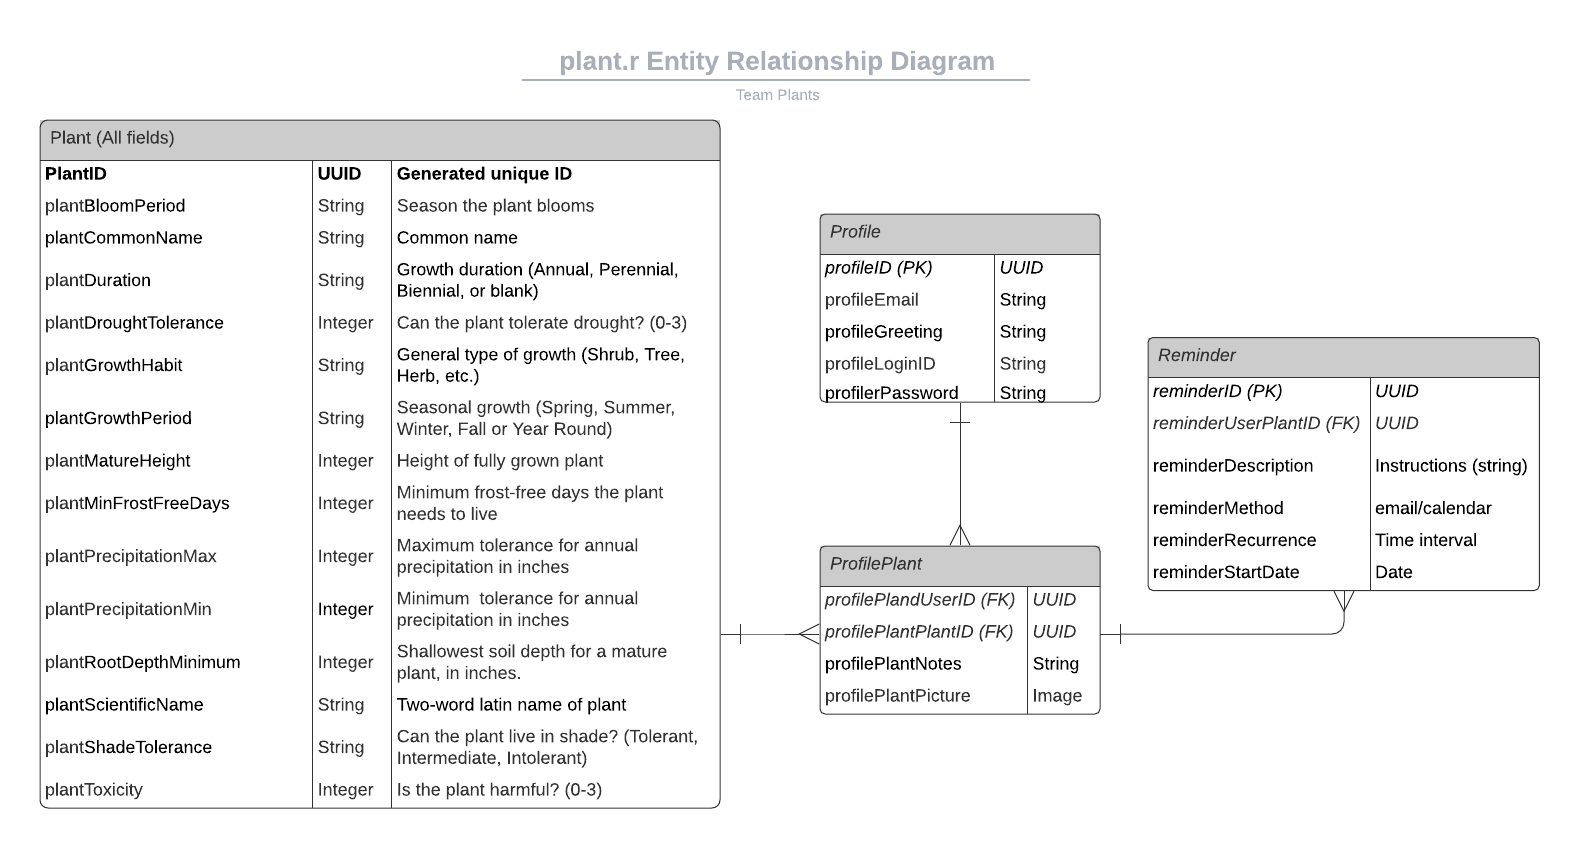 plant.r Entity Relationship Diagram
Team Plants
Plant (All fields)
PlantID UUID Generated unique ID
plantBloomPeriod String Season the plant blooms
plantCommonName String Common name
plantDuration String Growth duration (Annual, Perennial,
Biennial, or blank)
plantDroughtTolerance Integer Can the plant tolerate drought? (0-3)
plantGrowthHabit String General type of growth (Shrub, Tree,
Herb, etc.)
plantGrowthPeriod String Seasonal growth (Spring, Summer,
Winter, Fall or Year Round)
plantMatureHeight Integer Height of fully grown plant
plantMinFrostFreeDays Integer Minimum frost-free days the plant
needs to live
plantPrecipitationMax Integer Maximum tolerance for annual
precipitation in inches
plantPrecipitationMin Integer Minimum tolerance for annual
precipitation in inches
plantRootDepthMinimum Integer Shallowest soil depth for a mature
plant, in inches.
plantScientificName String Two-word latin name of plant
plantShadeTolerance String Can the plant live in shade? (Tolerant,
Intermediate, Intolerant)
plantToxicity Integer Is the plant harmful? (0-3)
Profile
profileID (PK) UUID
profileEmail String
profileGreeting String
profileLoginID String
profilerPassword String
ProfilePlant
profilePlandUserID (FK) UUID
profilePlantPlantID (FK) UUID
profilePlantNotes String
profilePlantPicture Image
Reminder
reminderID (PK) UUID
reminderUserPlantID (FK) UUID
reminderDescription Instructions (string)
reminderMethod email/calendar
reminderRecurrence Time interval
reminderStartDate Date